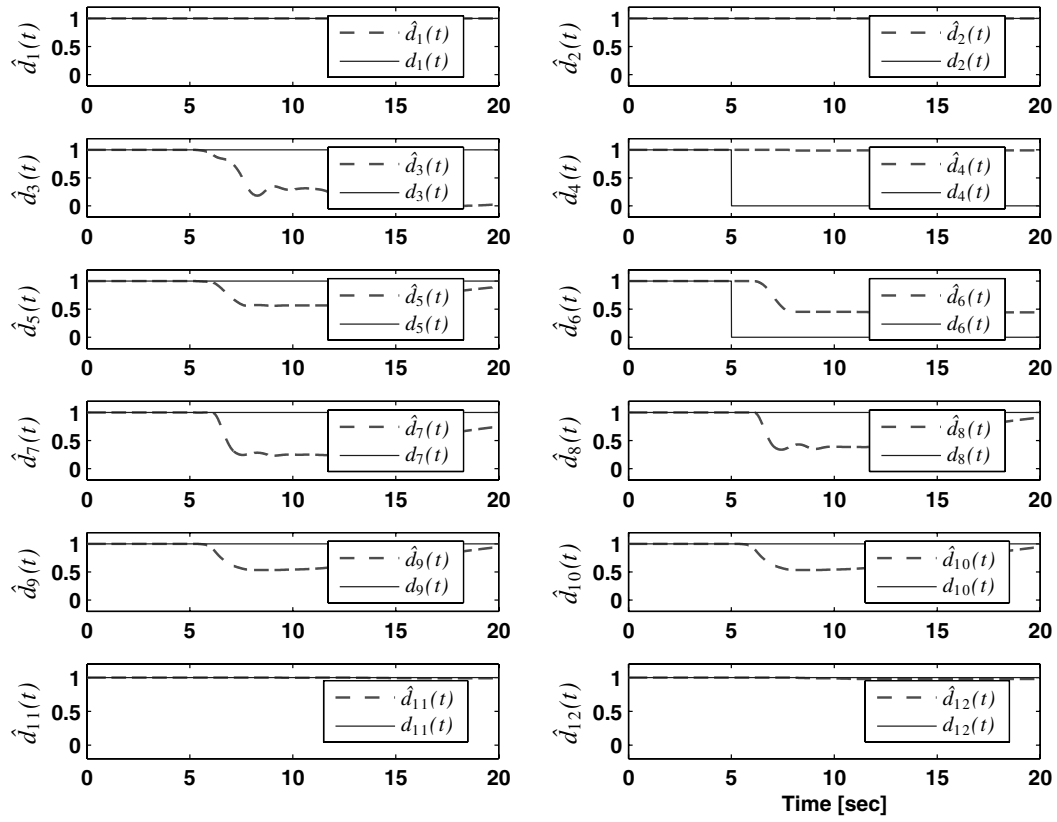 1
0.5
0
d̂₁(t)
d̂₁(t)
d₁(t)
0 5 10 15 20
1
0.5
0
d̂₂(t)
d̂₂(t)
d₂(t)
0 5 10 15 20
1
0.5
0
d̂₃(t)
d̂₃(t)
d₃(t)
0 5 10 15 20
1
0.5
0
d̂₄(t)
d̂₄(t)
d₄(t)
0 5 10 15 20
1
0.5
0
d̂₅(t)
d̂₅(t)
d₅(t)
0 5 10 15 20
1
0.5
0
d̂₆(t)
d̂₆(t)
d₆(t)
0 5 10 15 20
1
0.5
0
d̂₇(t)
d̂₇(t)
d₇(t)
0 5 10 15 20
1
0.5
0
d̂₈(t)
d̂₈(t)
d₈(t)
0 5 10 15 20
1
0.5
0
d̂₉(t)
d̂₉(t)
d₉(t)
0 5 10 15 20
1
0.5
0
d̂₁₀(t)
d̂₁₀(t)
d₁₀(t)
0 5 10 15 20
1
0.5
0
d̂₁₁(t)
d̂₁₁(t)
d₁₁(t)
0 5 10 15 20
1
0.5
0
d̂₁₂(t)
d̂₁₂(t)
d₁₂(t)
0 5 10 15 20
Time [sec]